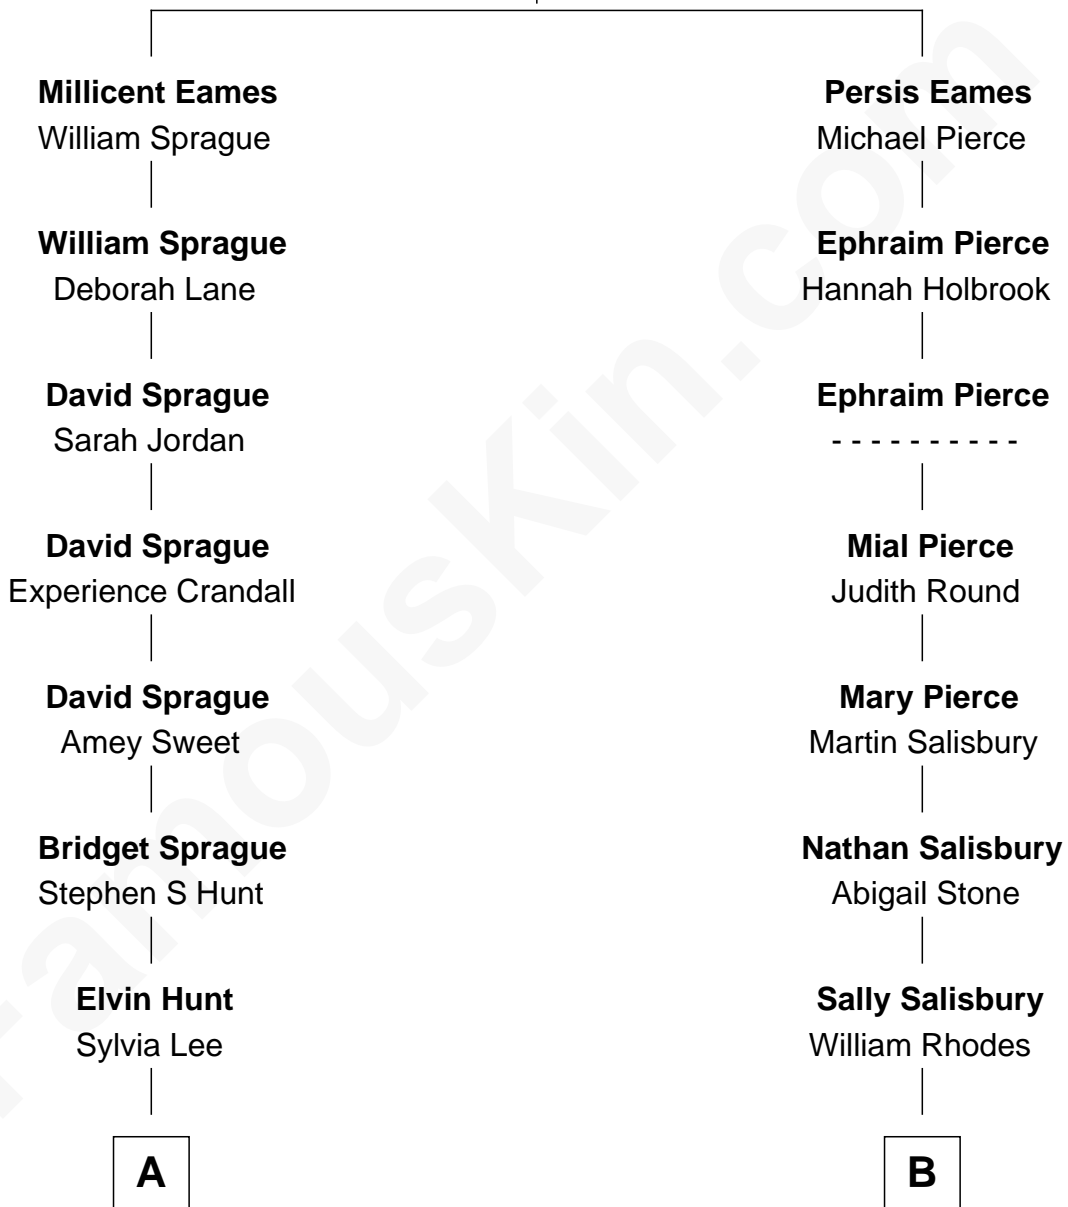 Millicent Eames
William Sprague
William Sprague
Deborah Lane
David Sprague
Sarah Jordan
David Sprague
Experience Crandall
David Sprague
Amey Sweet
Bridget Sprague
Stephen S Hunt
Elvin Hunt
Sylvia Lee
A
Persis Eames
Michael Pierce
Ephraim Pierce
Hannah Holbrook
Ephraim Pierce
- - - - - - - - - -
Mial Pierce
Judith Round
Mary Pierce
Martin Salisbury
Nathan Salisbury
Abigail Stone
Sally Salisbury
William Rhodes
B
FamousKin.com